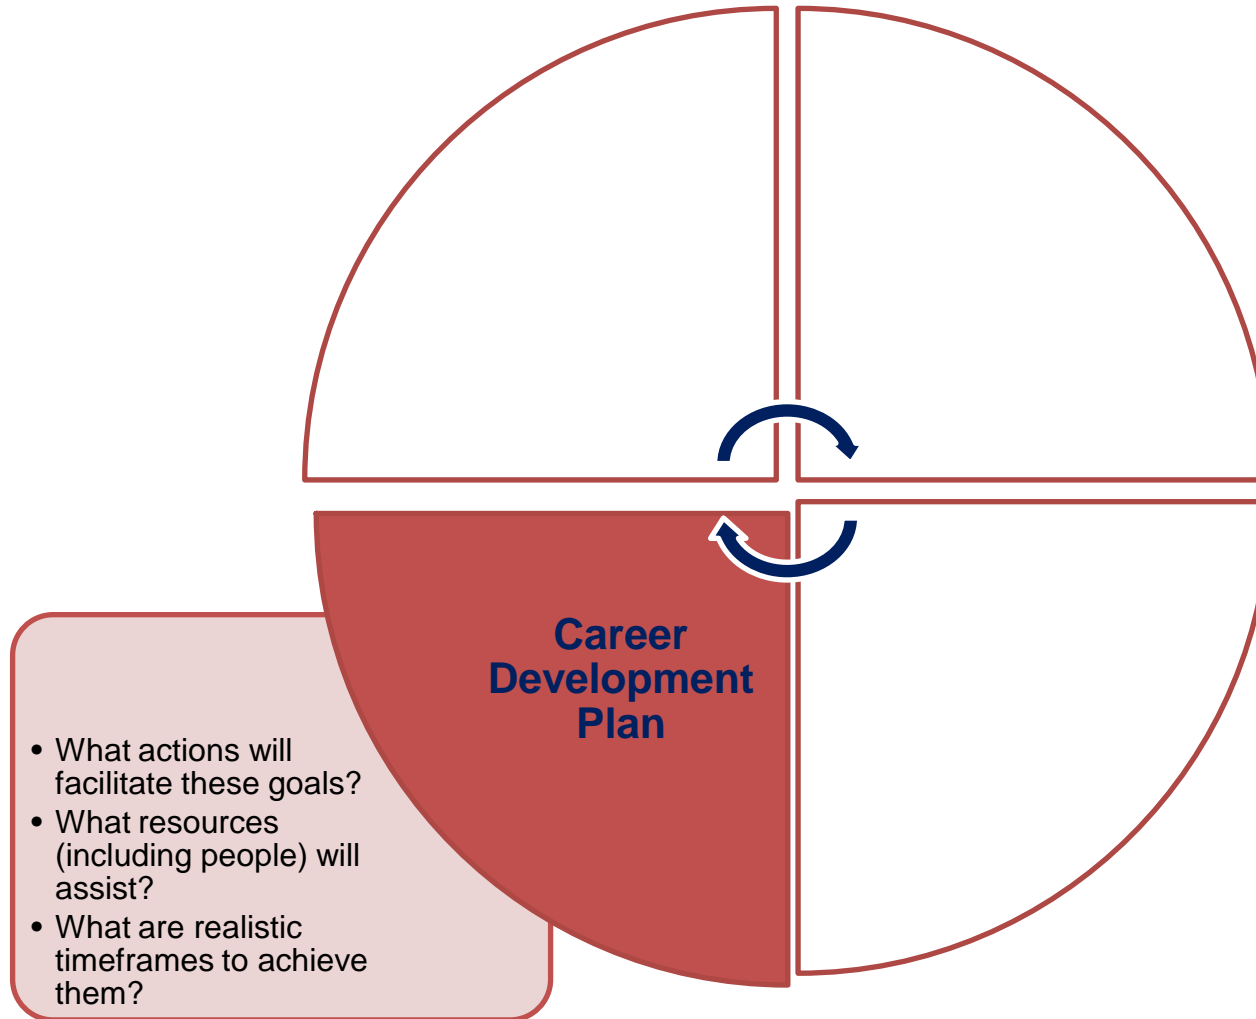 Career
Development
Plan
• What actions will
facilitate these goals?
• What resources
(including people) will
assist?
• What are realistic
timeframes to achieve
them?